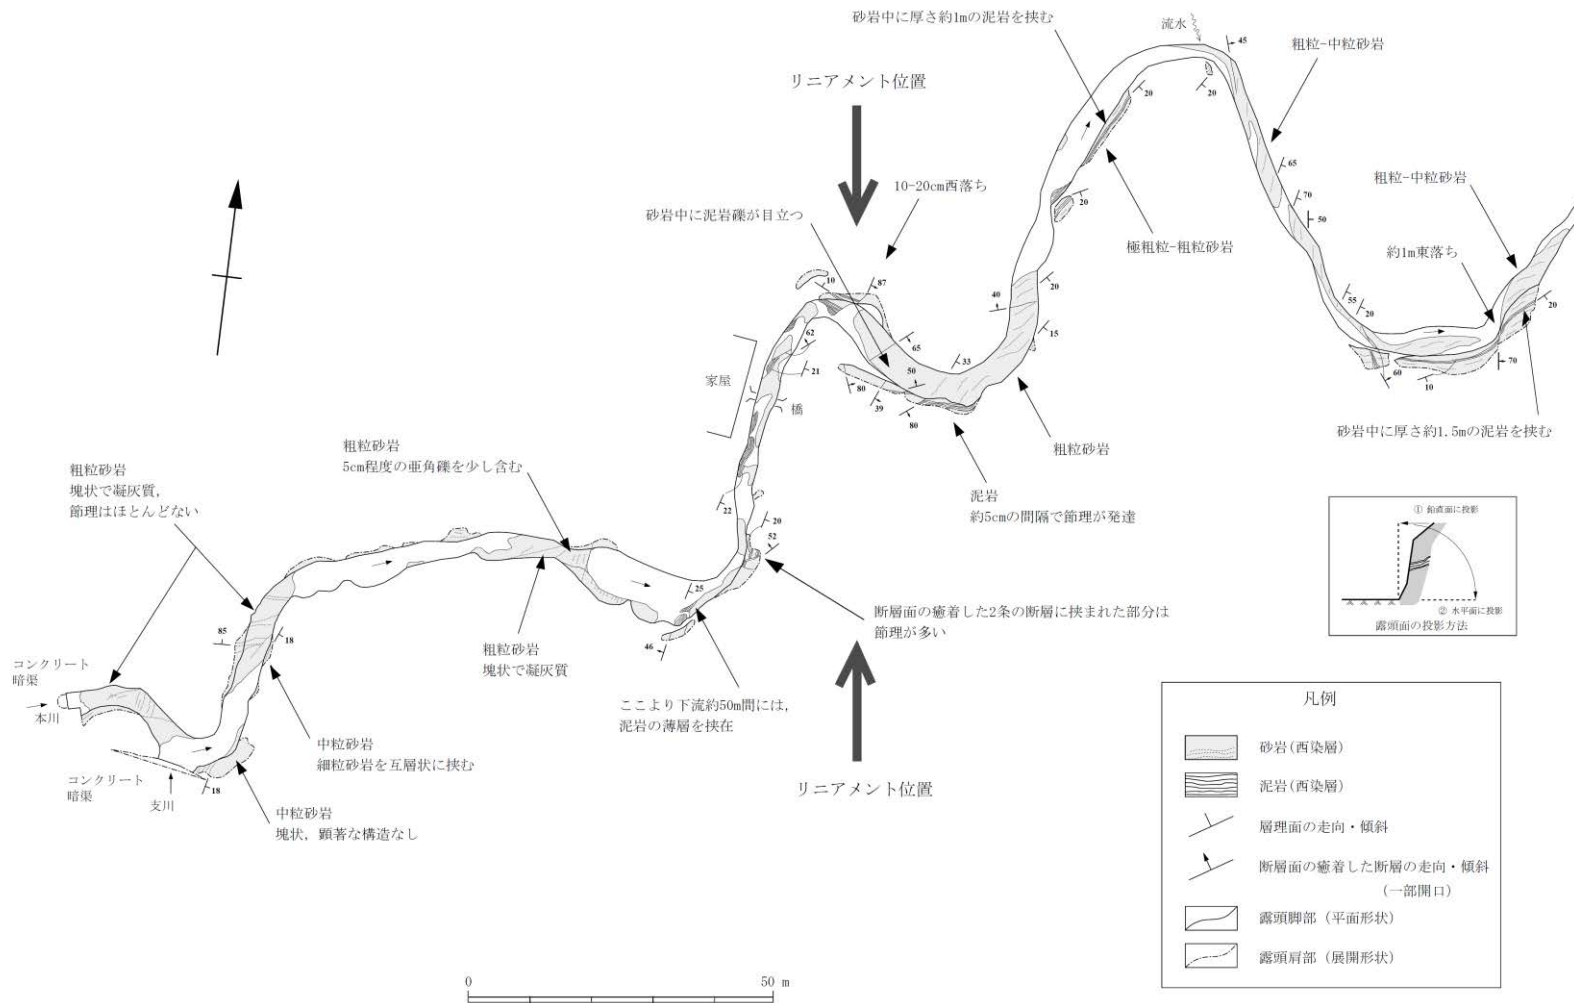 砂岩中に厚さ約1mの泥岩を挟む
流水
45
粗粒-中粒砂岩
リニアメント位置
20
20
65
粗粒-中粒砂岩
10-20cm西落ち
70
砂岩中に泥岩礫が目立つ
20
50
極粗粒-粗粒砂岩
約1m東落ち
10
87
20
40
55
20
20
62
65
15
33
家屋
21
50
60
70
橋
80
39
10
80
砂岩中に厚さ約1.5mの泥岩を挟む
粗粒砂岩
粗粒砂岩
5cm程度の亜角礫を少し含む
粗粒砂岩
塊状で凝灰質,
節理はほとんどない
泥岩
約5cmの間隔で節理が発達
22
20
52
① 鉛直面に投影
② 水平面に投影
露頭面の投影方法
25
断層面の癒着した2条の断層に挟まれた部分は
節理が多い
85
18
46
粗粒砂岩
塊状で凝灰質
コンクリート
暗渠
本川
ここより下流約50m間には,
泥岩の薄層を挟在
中粒砂岩
細粒砂岩を互層状に挟む
コンクリート
暗渠
支川
18
リニアメント位置
中粒砂岩
塊状, 顕著な構造なし
凡例
砂岩(西染層)
泥岩(西染層)
層理面の走向・傾斜
断層面の癒着した断層の走向・傾斜
(一部開口)
露頭脚部 (平面形状)
露頭肩部 (展開形状)
0
50 m